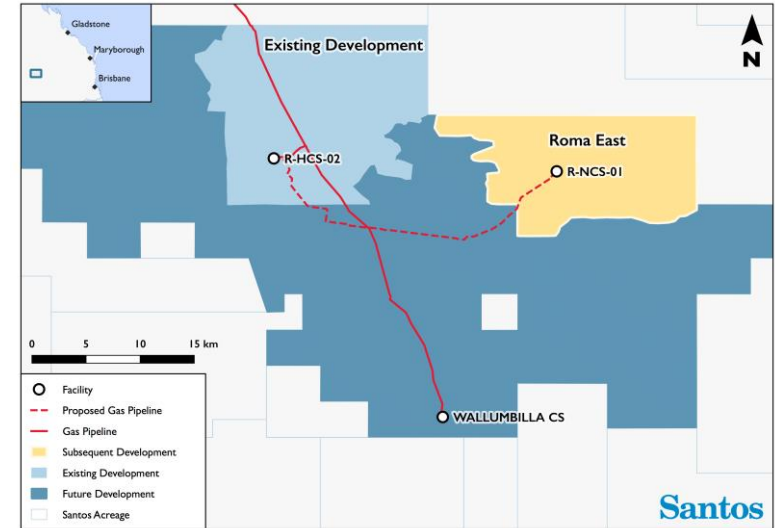 Gladstone
Maryborough
Brisbane
Existing Development
N
Roma East
R-HCS-02
R-NCS-01
0 5 10 15 km
WALLUMBILLA CS
Facility
Proposed Gas Pipeline
Gas Pipeline
Subsequent Development
Existing Development
Future Development
Santos Acreage
Santos